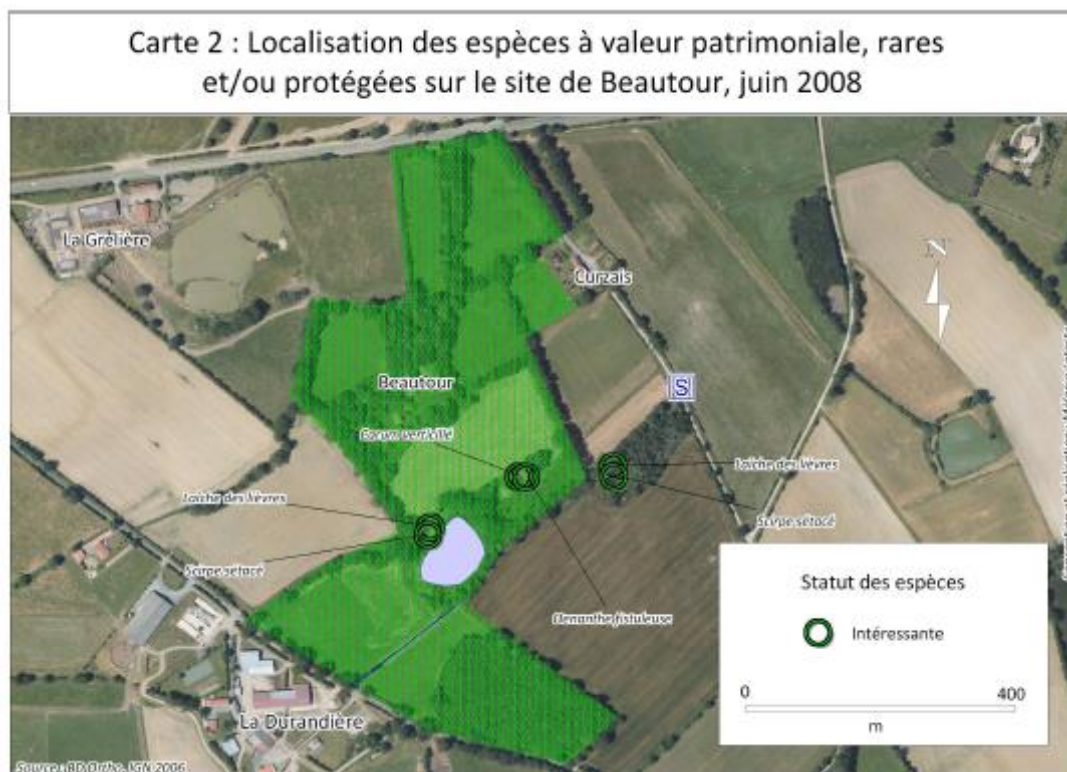 Carte 2 : Localisation des espèces à valeur patrimoniale, rares
et/ou protégées sur le site de Beautour, juin 2008
La Grelière
Curzais
N
S
Beautour
Carum verticillé
Laîche des lièvres
Laîche des lièvres
Scirpe sétacé
Scirpe sétacé
Oenanthe fistuleuse
La Durandière
Statut des espèces
Intéressante
0 400
m
Source : BD Ortho, IGN 2006